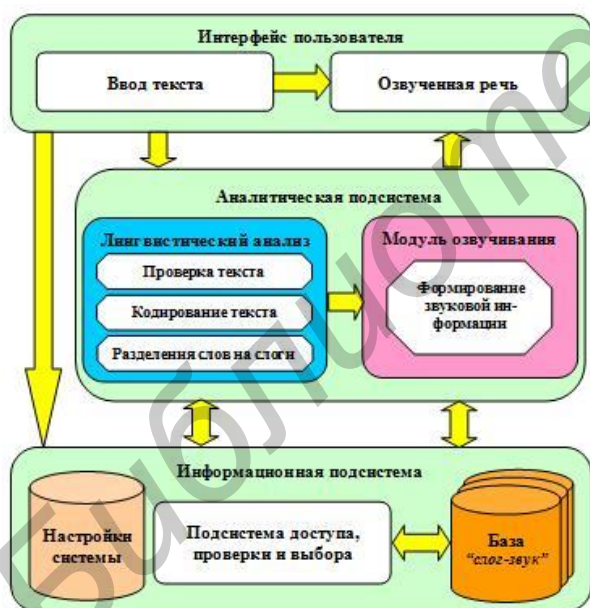 Интерфейс пользователя
Ввод текста
Озвученная речь
Аналитическая подсистема
Лингвистический анализ
Проверка текста
Кодирование текста
Разделения слов на слоги
Модуль озвучивания
Формирование
звуковой ин-
формации
Информационная подсистема
Настройки
системы
Подсистема доступа,
проверки и выбора
База
"слог-звук"